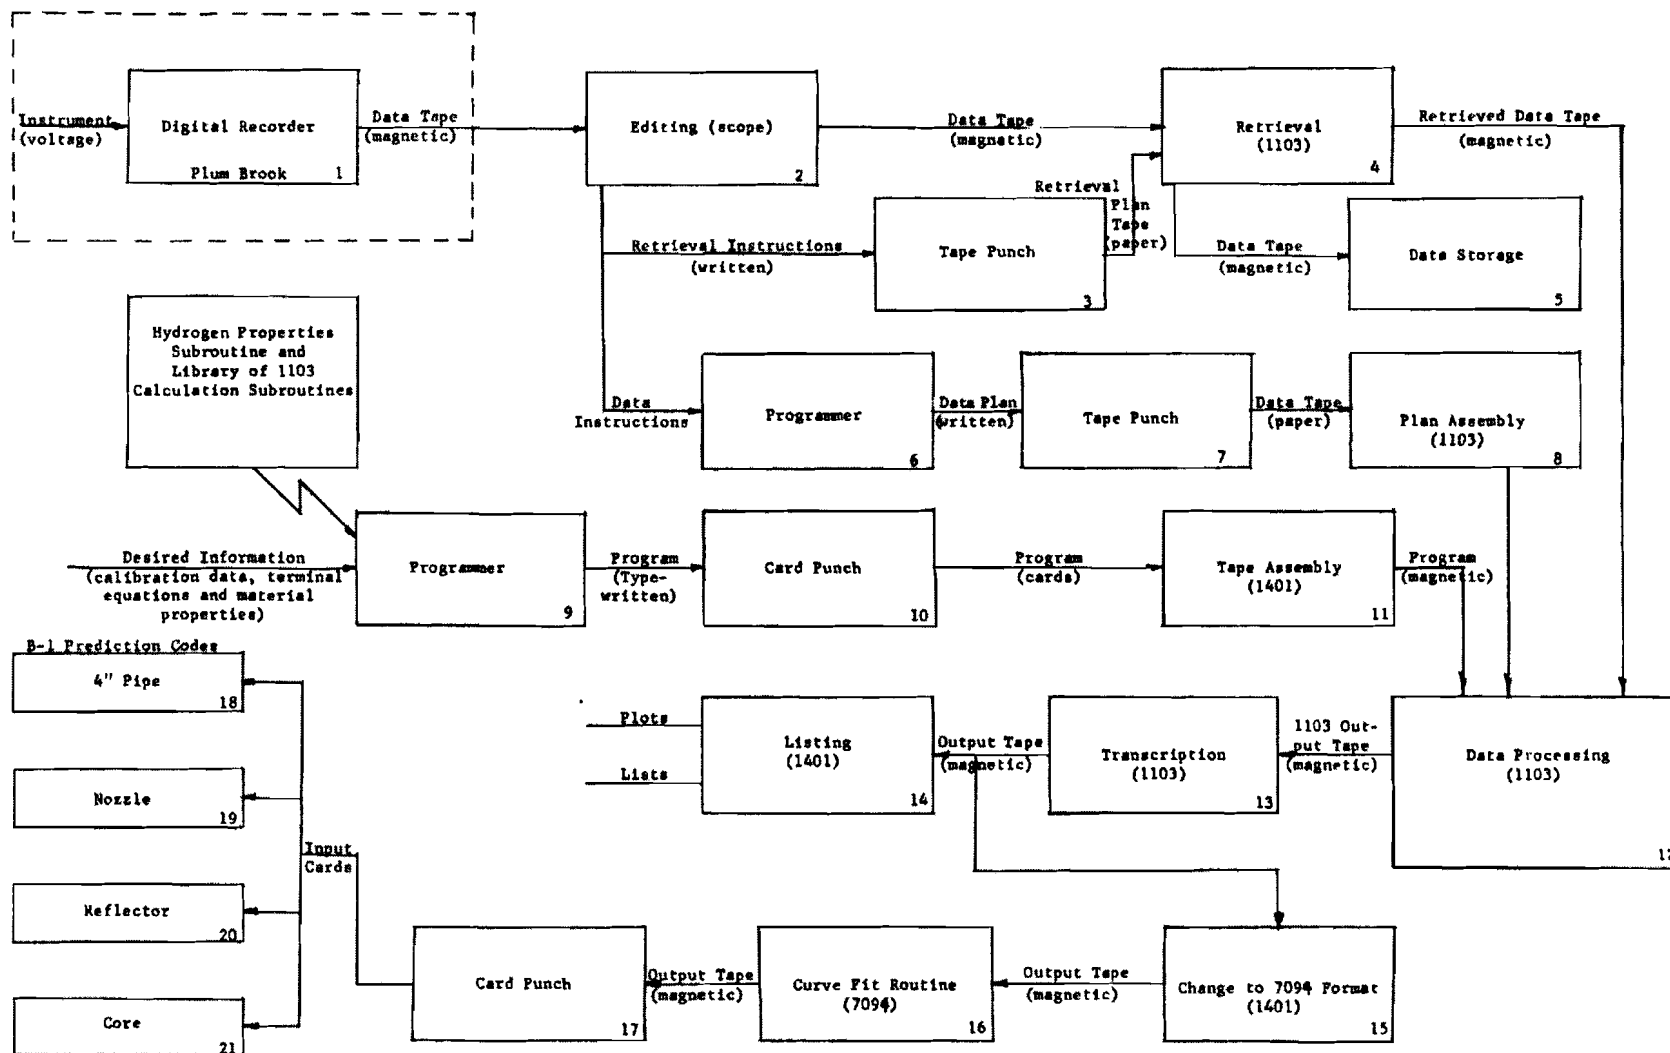 Instrument
(voltage)
Digital Recorder
Plum Brook
1
Data Tape
(magnetic)
Editing (scope)
2
Data Tape
(magnetic)
Retrieval
(1103)
4
Retrieved Data Tape
(magnetic)
Retrieval Instructions
(written)
Tape Punch
3
Retrieval
Plan
Tape
(paper)
Data Tape
(magnetic)
Data Storage
5
Hydrogen Properties
Subroutine and
Library of 1103
Calculation Subroutines
Data
Instructions
Programmer
6
Data Plan
(written)
Tape Punch
7
Data Tape
(paper)
Plan Assembly
(1103)
8
Desired Information
(calibration data, terminal
equations and material
properties)
Programmer
9
Program
(Type-
written)
Card Punch
10
Program
(cards)
Tape Assembly
(1401)
11
Program
(magnetic)
B-1 Prediction Codes
4" Pipe
18
Nozzle
19
Reflector
20
Core
21
Input
Cards
Plots
Lists
Listing
(1401)
14
Output Tape
(magnetic)
Transcription
(1103)
13
1103 Out-
put Tape
(magnetic)
Data Processing
(1103)
12
Card Punch
17
Output Tape
(magnetic)
Curve Fit Routine
(7094)
16
Output Tape
(magnetic)
Change to 7094 Format
(1401)
15